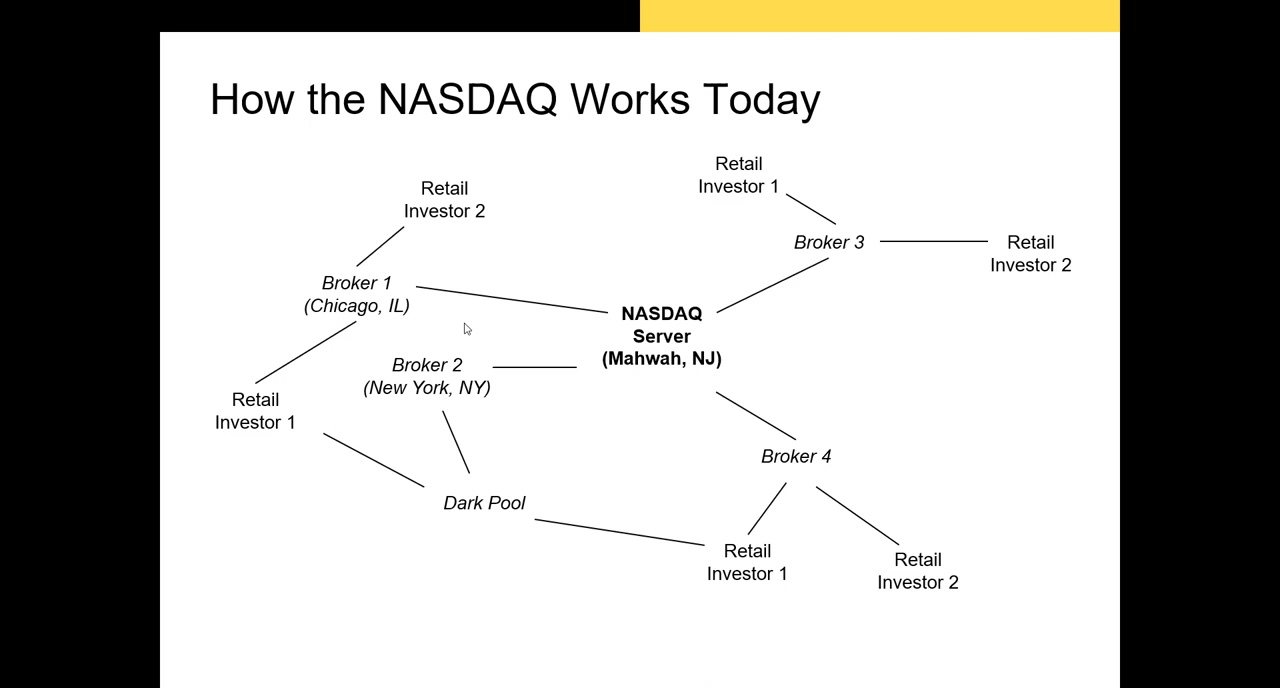 How the NASDAQ Works Today
Retail
Investor 1
Retail
Investor 2
Broker 3
Retail
Investor 2
Broker 1
(Chicago, IL)
NASDAQ
Server
(Mahwah, NJ)
Broker 2
(New York, NY)
Retail
Investor 1
Broker 4
Dark Pool
Retail
Investor 1
Retail
Investor 2